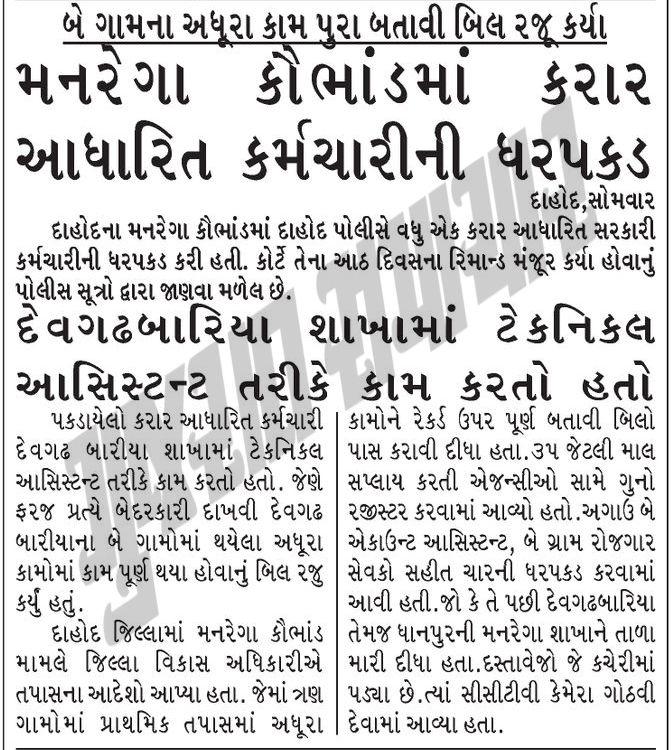 બે ગામના અધૂરા કામ પુરા બતાવી બિલ રજૂ કર્યા
મનરેગા કૌભાંડમાં કરાર
આધારિત કર્મચારીની ધરપકડ
દાહોદ,સોમવાર
દાહોદના મનરેગા કૌભાંડમાં દાહોદ પોલીસે વધુ એક કરાર આધારિત સરકારી
કર્મચારીની ધરપકડ કરી હતી. કોર્ટે તેના આઠ દિવસના રિમાન્ડ મંજૂર કર્યા હોવાનું
પોલીસ સૂત્રો દ્વારા જાણવા મળેલ છે.
દેવગઢબારિયા શાખામાં ટેકનિકલ
આસિસ્ટન્ટ તરીકે કામ કરતો હતો
પકડાયેલો કરાર આધારિત કર્મચારી
દેવગઢ બારીયા શાખામાં ટેકનિકલ
આસિસ્ટન્ટ તરીકે કામ કરતો હતો. જેણે
ફરજ પ્રત્યે બેદરકારી દાખવી દેવગઢ
બારીયાના બે ગામોમાં થયેલા અધૂરા
કામોમાં કામ પૂર્ણ થયા હોવાનું બિલ રજુ
કર્યું હતું.
દાહોદ જિલ્લામાં મનરેગા કૌભાંડ
મામલે જિલ્લા વિકાસ અધિકારીએ
તપાસના આદેશો આપ્યા હતા. જેમાં ત્રણ
ગામોમાં પ્રાથમિક તપાસમાં અધૂરા
કામોને રેકર્ડ ઉપર પૂર્ણ બતાવી બિલો
પાસ કરાવી દીધા હતા.૩૫ જેટલી માલ
સપ્લાય કરતી એજન્સીઓ સામે ગુનો
રજીસ્ટર કરવામાં આવ્યો હતો.અગાઉ બે
એકાઉન્ટ આસિસ્ટન્ટ, બે ગ્રામ રોજગાર
સેવકો સહીત ચારની ધરપકડ કરવામાં
આવી હતી.જો કે તે પછી દેવગઢબારિયા
તેમજ ધાનપુરની મનરેગા શાખાને તાળા
મારી દીધા હતા.દસ્તાવેજો જે કચેરીમાં
પડ્યા છે.ત્યાં સીસીટીવી કેમેરા ગોઠવી
દેવામાં આવ્યા હતા.
ગુજરાત સમાચાર